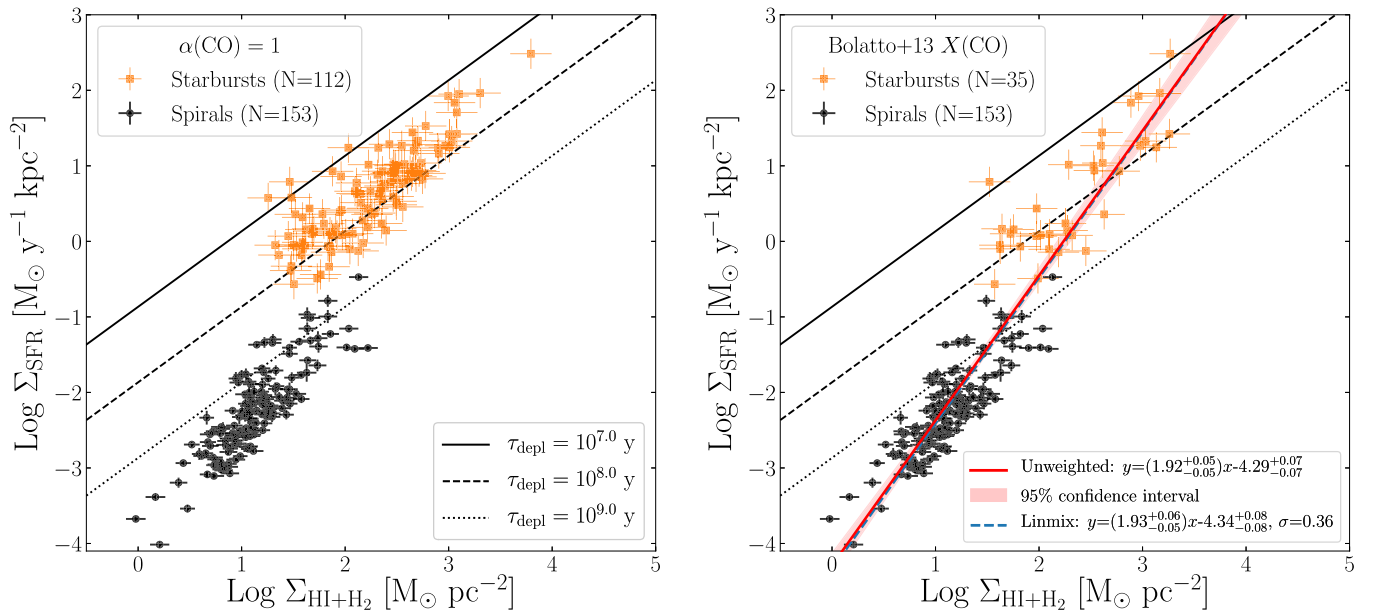 α(CO) = 1
Starbursts (N=112)
Spirals (N=153)
τdepl = 10^7.0 y
τdepl = 10^8.0 y
τdepl = 10^9.0 y
3
2
1
0
−1
−2
−3
−4
0
1
2
3
4
5
Log Σ_SFR [M⊙ y^−1 kpc^−2]
Log Σ_HI+H₂ [M⊙ pc^−2]
Bolatto+13 X(CO)
Starbursts (N=35)
Spirals (N=153)
Unweighted: y=(1.92^+0.05_-0.05)x-4.29^+0.07_-0.07
95% confidence interval
Linmix: y=(1.93^+0.06_-0.05)x-4.34^+0.08_-0.08, σ=0.36
3
2
1
0
−1
−2
−3
−4
0
1
2
3
4
5
Log Σ_SFR [M⊙ y^−1 kpc^−2]
Log Σ_HI+H₂ [M⊙ pc^−2]